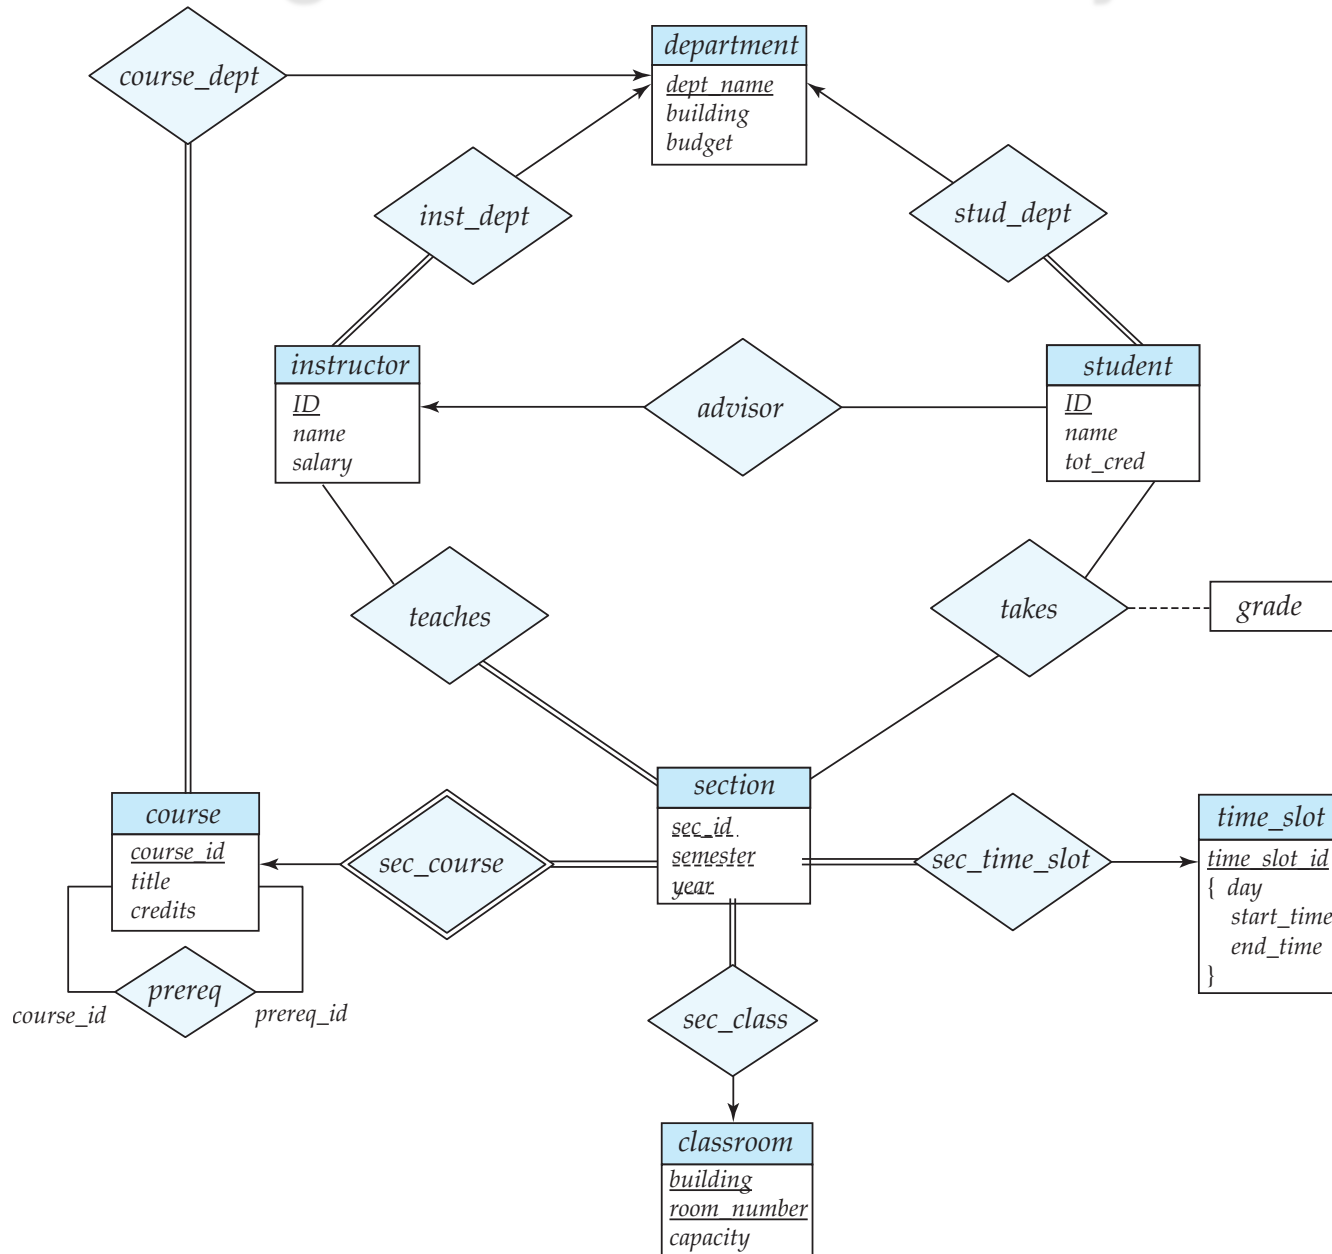 course_dept
department
dept_name
building
budget
inst_dept
stud_dept
instructor
ID
name
salary
advisor
student
ID
name
tot_cred
teaches
takes
grade
course
course_id
title
credits
sec_course
section
sec_id
semester
year
sec_time_slot
time_slot
time_slot_id
{ day
start_time
end_time
}
prereq
course_id
prereq_id
sec_class
classroom
building
room_number
capacity